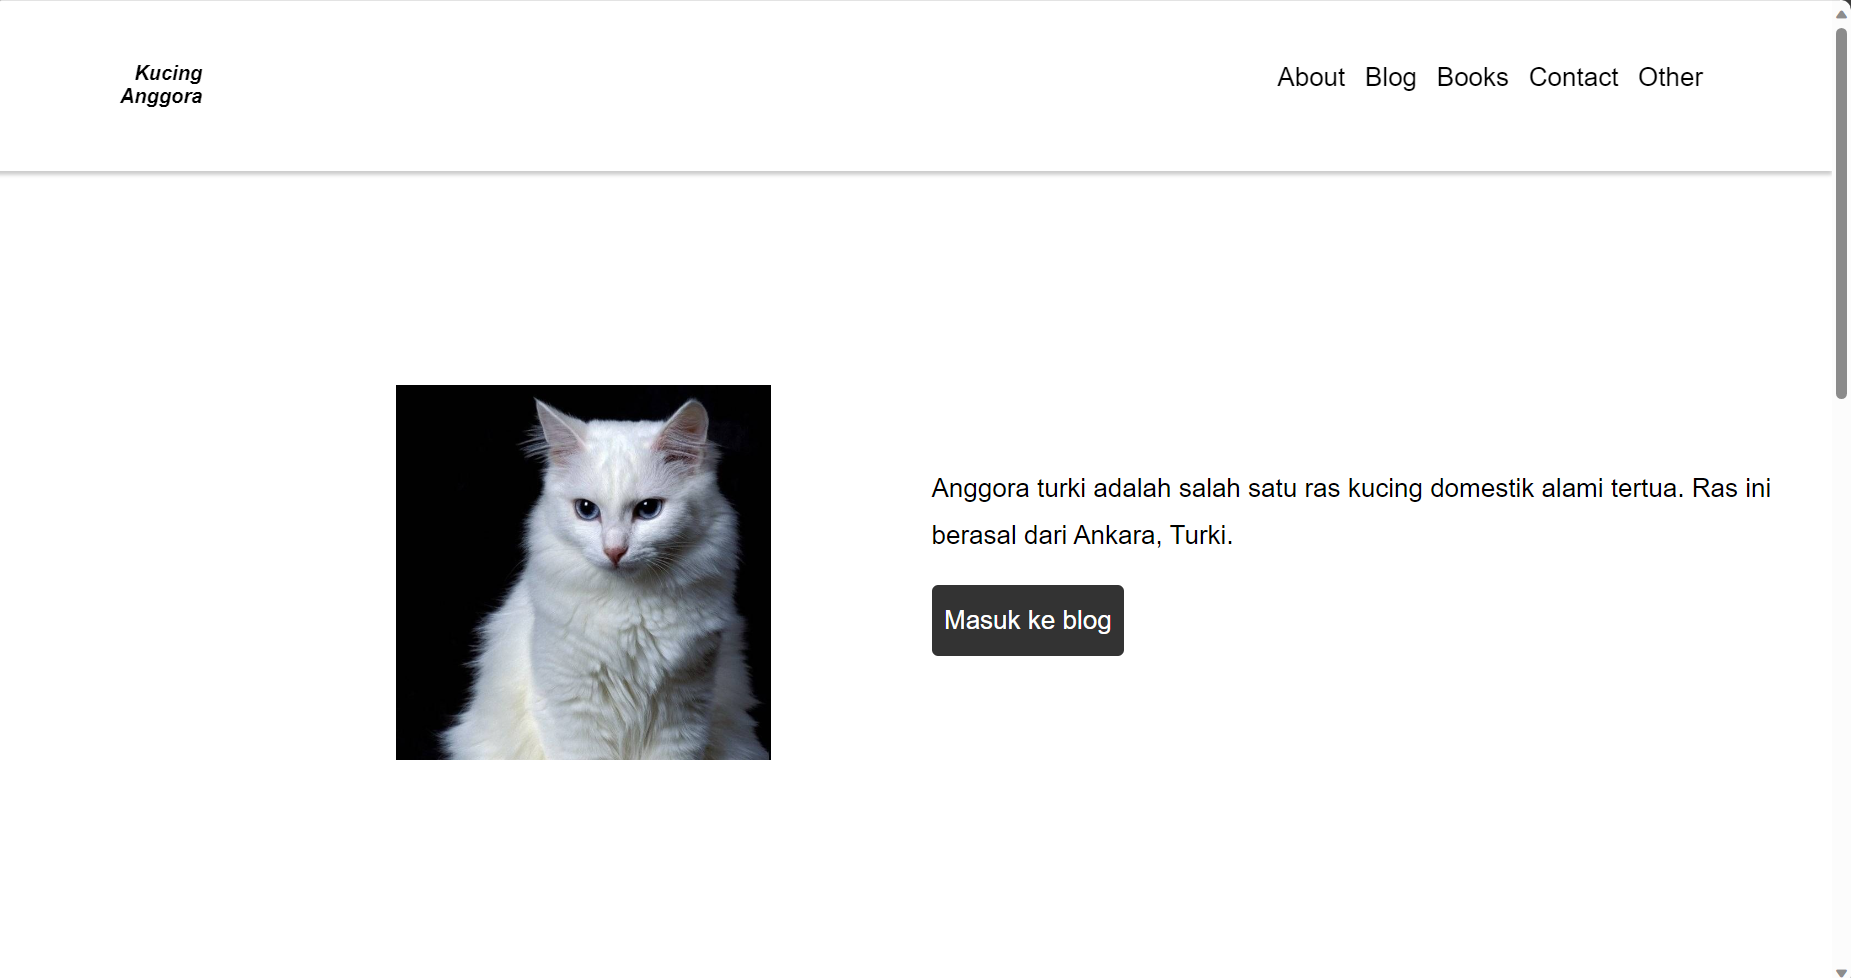 Kucing
Anggora
About Blog Books Contact Other
Anggora turki adalah salah satu ras kucing domestik alami tertua. Ras ini
berasal dari Ankara, Turki.
Masuk ke blog